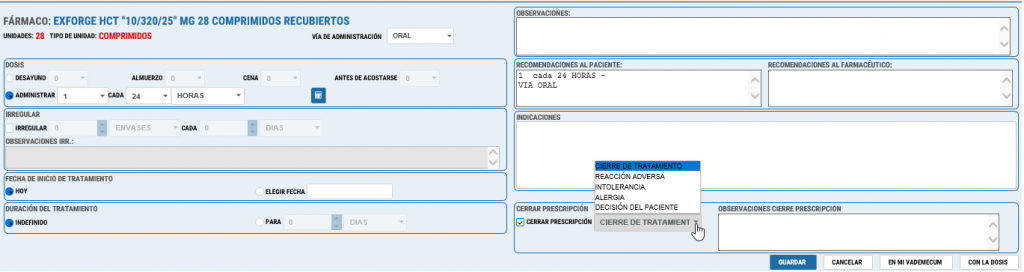 FÁRMACO: EXFORGE HCT "10/320/25" MG 28 COMPRIMIDOS RECUBIERTOS
UNIDADES: 28 TIPO DE UNIDAD: COMPRIMIDOS
VÍA DE ADMINISTRACIÓN ORAL
DOSIS
DESAYUNO 0 ALMUERZO 0 CENA 0 ANTES DE ACOSTARSE 0
ADMINISTRAR 1 CADA 24 HORAS
IRREGULAR
IRREGULAR 0 ENVASES CADA 0 DIAS
OBSERVACIONES IRR.:
FECHA DE INICIO DE TRATAMIENTO
HOY ELEGIR FECHA
DURACIÓN DEL TRATAMIENTO
INDEFINIDO PARA 0 DIAS
OBSERVACIONES:
RECOMENDACIONES AL PACIENTE:
1 cada 24 HORAS -
VIA ORAL
RECOMENDACIONES AL FARMACÉUTICO:
INDICACIONES
CIERRE DE TRATAMIENTO
REACCIÓN ADVERSA
INTOLERANCIA.
ALERGIA
DECISIÓN DEL PACIENTE
CERRAR PRESCRIPCIÓN
CERRAR PRESCRIPCIÓN CIERRE DE TRATAMIENT
OBSERVACIONES CIERRE PRESCRIPCION
GUARDAR CANCELAR EN MI VADEMECUM CON LA DOSIS